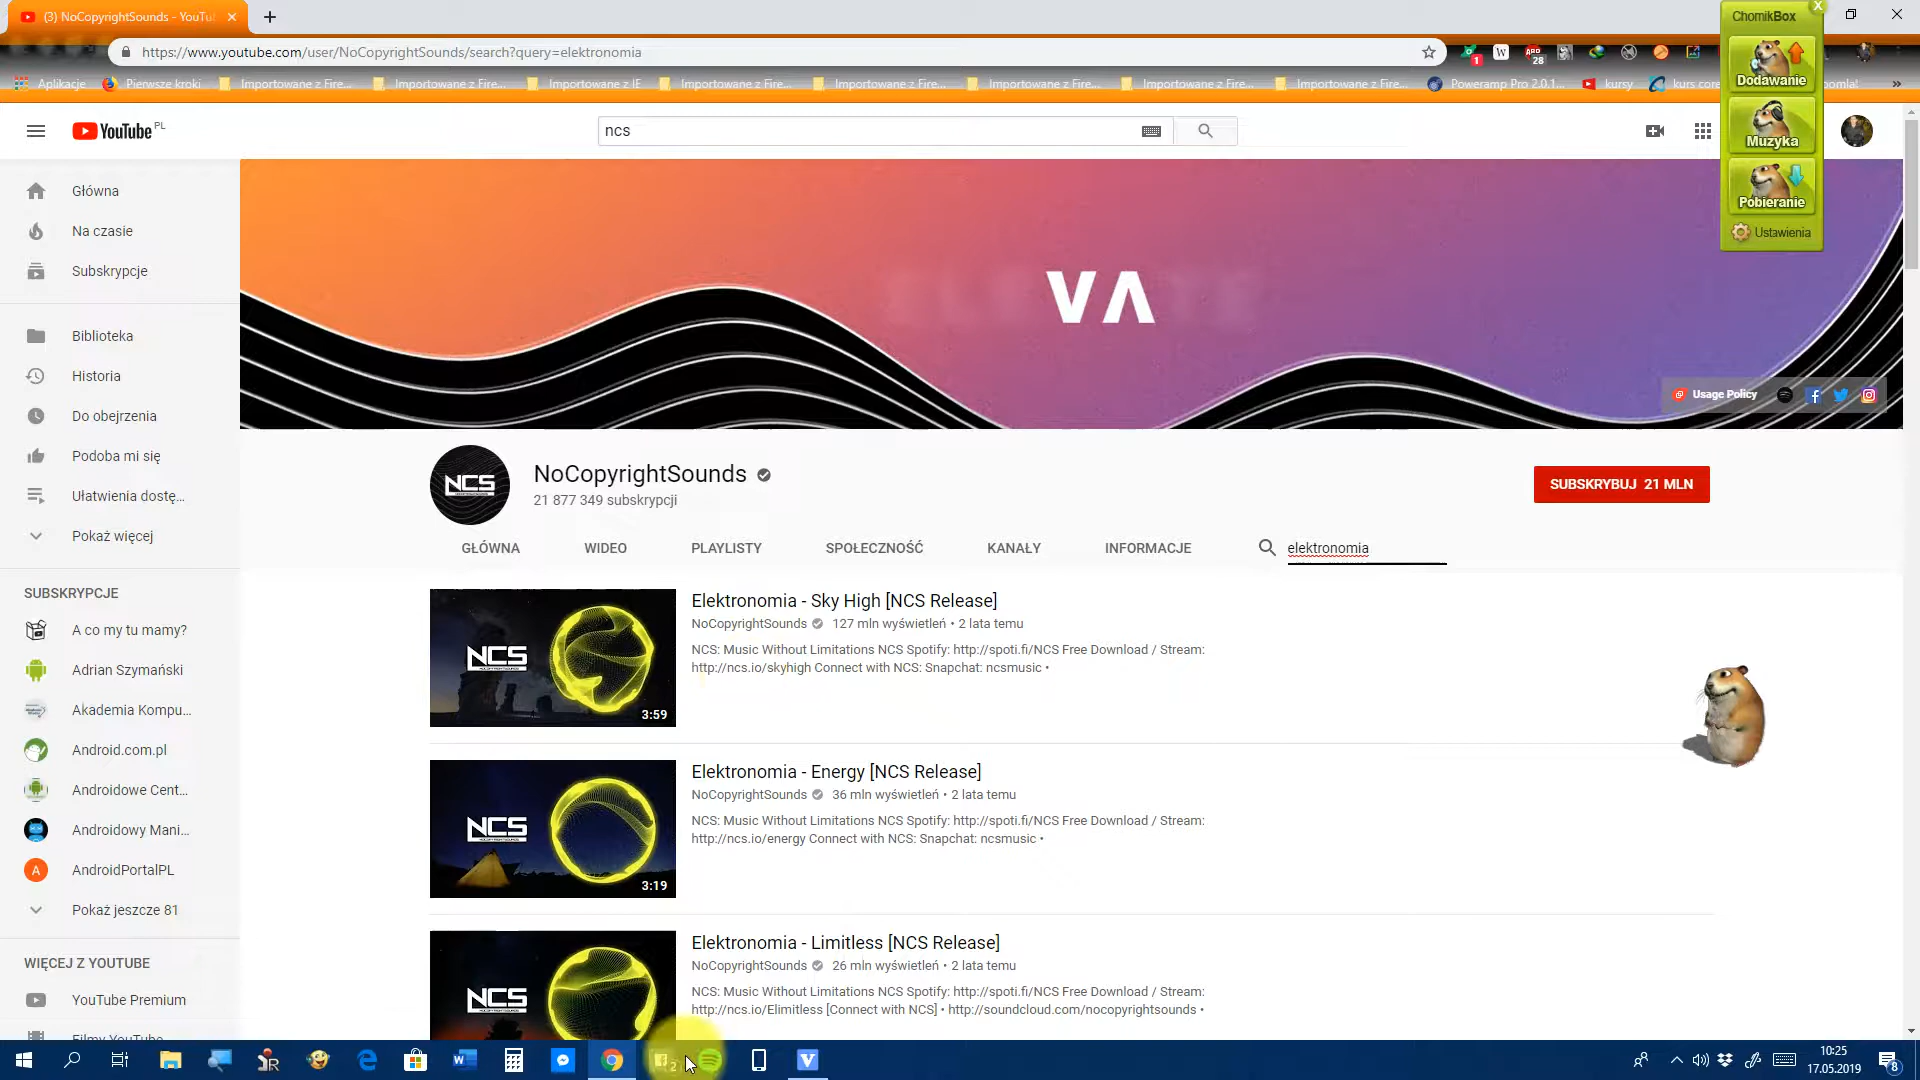 (3) NoCopyrightSounds - YouTu
https://www.youtube.com/user/NoCopyrightSounds/search?query=elektronomia
1
28
Aplikacje
Pierwsze kroki
Importowane z Fire...
Importowane z Fire...
Importowane z IE
Importowane z Fire...
Importowane z Fire...
Importowane z Fire...
Importowane z Fire...
Importowane z Fire...
Poweramp Pro 2.0.1...
kursy
kurs core
»
ChomikBox
X
Dodawanie
Muzyka
Pobieranie
Ustawienia
YouTube PL
ncs
Główna
Na czasie
Subskrypcje
Biblioteka
Historia
Do obejrzenia
Podoba mi się
Ułatwienia dostę...
Pokaż więcej
SUBSKRYPCJE
A co my tu mamy?
Adrian Szymański
Akademia Kompu...
Android.com.pl
Androidowe Cent...
Androidowy Mani...
A AndroidPortalPL
Pokaż jeszcze 81
WIĘCEJ Z YOUTUBE
YouTube Premium
Filmy YouTube
ELEVATE
Usage Policy
NCS
NoCopyrightSounds
21 877 349 subskrypcji
SUBSKRYBUJ 21 MLN
GŁÓWNA
WIDEO
PLAYLISTY
SPOŁECZNOŚĆ
KANAŁY
INFORMACJE
elektronomia
NCS
3:59
Elektronomia - Sky High [NCS Release]
NoCopyrightSounds 127 mln wyświetleń • 2 lata temu
NCS: Music Without Limitations NCS Spotify: http://spoti.fi/NCS Free Download / Stream:
http://ncs.io/skyhigh Connect with NCS: Snapchat: ncsmusic •
NCS
3:19
Elektronomia - Energy [NCS Release]
NoCopyrightSounds 36 mln wyświetleń • 2 lata temu
NCS: Music Without Limitations NCS Spotify: http://spoti.fi/NCS Free Download / Stream:
http://ncs.io/energy Connect with NCS: Snapchat: ncsmusic •
NCS
Elektronomia - Limitless [NCS Release]
NoCopyrightSounds 26 mln wyświetleń • 2 lata temu
NCS: Music Without Limitations NCS Spotify: http://spoti.fi/NCS Free Download / Stream:
http://ncs.io/Elimitless [Connect with NCS] • http://soundcloud.com/nocopyrightsounds •
10:25
17.05.2019
8